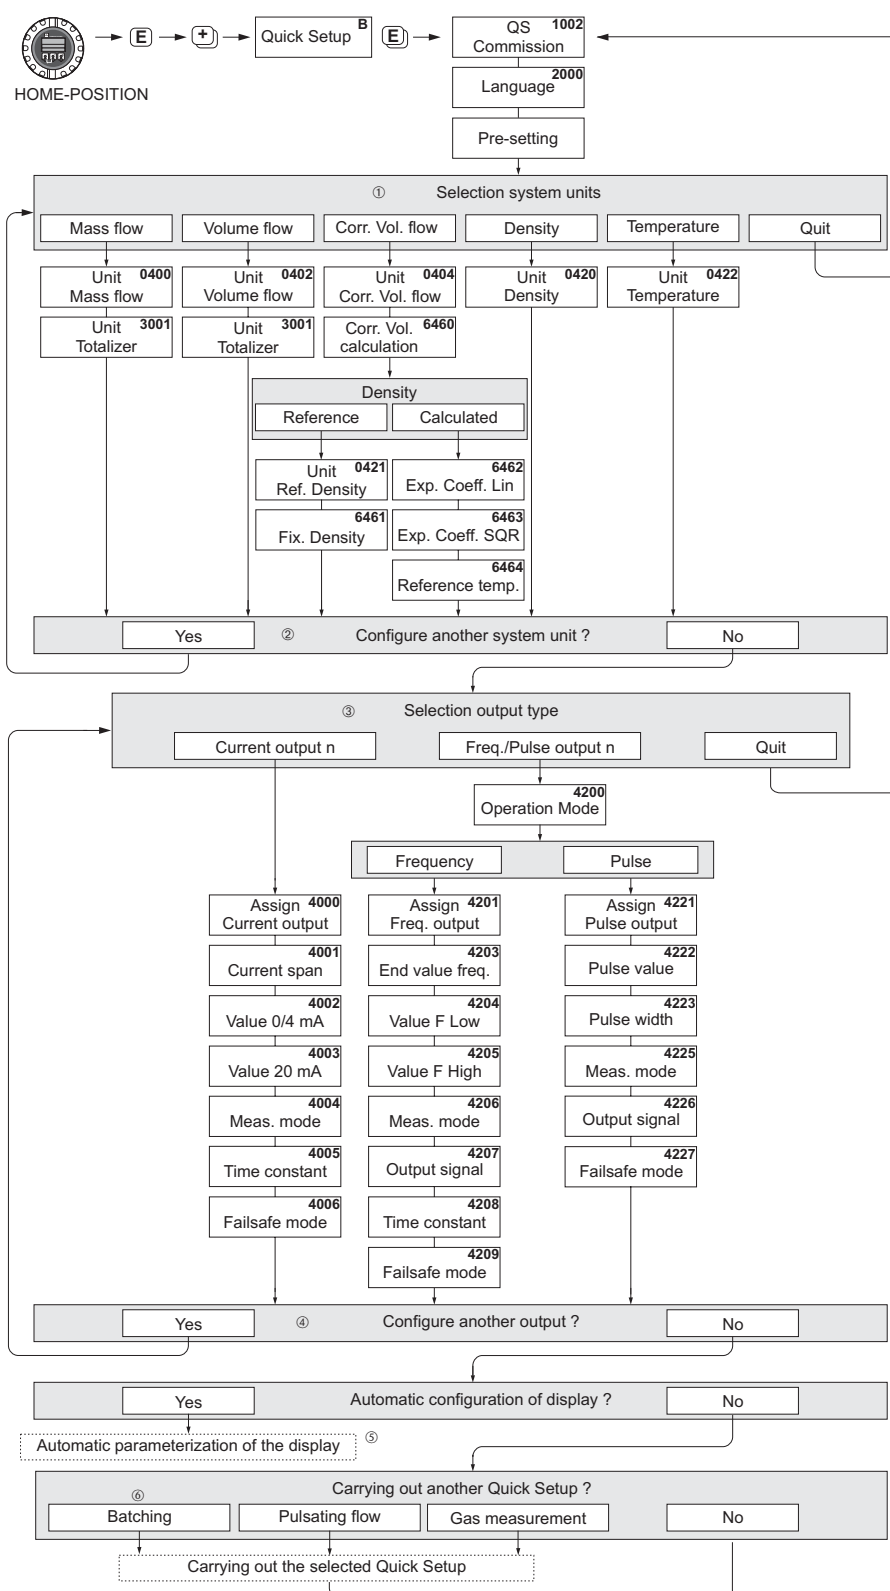 HOME-POSITION
E
+
Quick Setup B
E
QS 1002
Commission
2000
Language
Pre-setting
① Selection system units
Mass flow
Volume flow
Corr. Vol. flow
Density
Temperature
Quit
Unit 0400
Mass flow
Unit 0402
Volume flow
Unit 0404
Corr. Vol. flow
Unit 0420
Density
Unit 0422
Temperature
Unit 3001
Totalizer
Unit 3001
Totalizer
Corr. Vol. 6460
calculation
Density
Reference
Calculated
Unit 0421
Ref. Density
6462
Exp. Coeff. Lin
6461
Fix. Density
6463
Exp. Coeff. SQR
6464
Reference temp.
Yes ② Configure another system unit ? No
③ Selection output type
Current output n
Freq./Pulse output n
Quit
4200
Operation Mode
Frequency
Pulse
Assign 4000
Current output
Assign 4201
Freq. output
Assign 4221
Pulse output
4001
Current span
4203
End value freq.
4222
Pulse value
4002
Value 0/4 mA
4204
Value F Low
4223
Pulse width
4003
Value 20 mA
4205
Value F High
4225
Meas. mode
4004
Meas. mode
4206
Meas. mode
4226
Output signal
4005
Time constant
4207
Output signal
4227
Failsafe mode
4006
Failsafe mode
4208
Time constant
4209
Failsafe mode
Yes ④ Configure another output ? No
Yes Automatic configuration of display ? No
Automatic parameterization of the display ⑤
Carrying out another Quick Setup ?
⑥
Batching
Pulsating flow
Gas measurement
No
Carrying out the selected Quick Setup